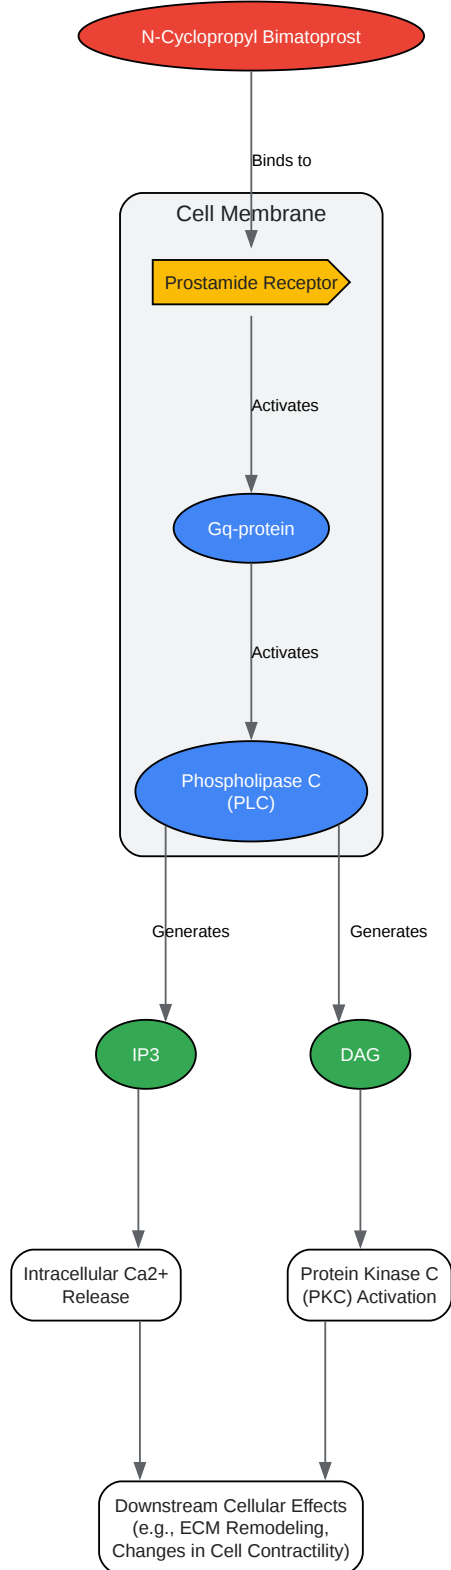 N-Cyclopropyl Bimatoprost
Binds to
Cell Membrane
Prostamide Receptor
Activates
Gq-protein
Activates
Phospholipase C
(PLC)
Generates
Generates
IP3
DAG
Intracellular Ca2+
Release
Protein Kinase C
(PKC) Activation
Downstream Cellular Effects
(e.g., ECM Remodeling,
Changes in Cell Contractility)